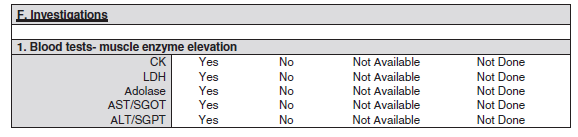 F. Investigations
1. Blood tests- muscle enzyme elevation
CK Yes No Not Available Not Done
LDH Yes No Not Available Not Done
Adolase Yes No Not Available Not Done
AST/SGOT Yes No Not Available Not Done
ALT/SGPT Yes No Not Available Not Done